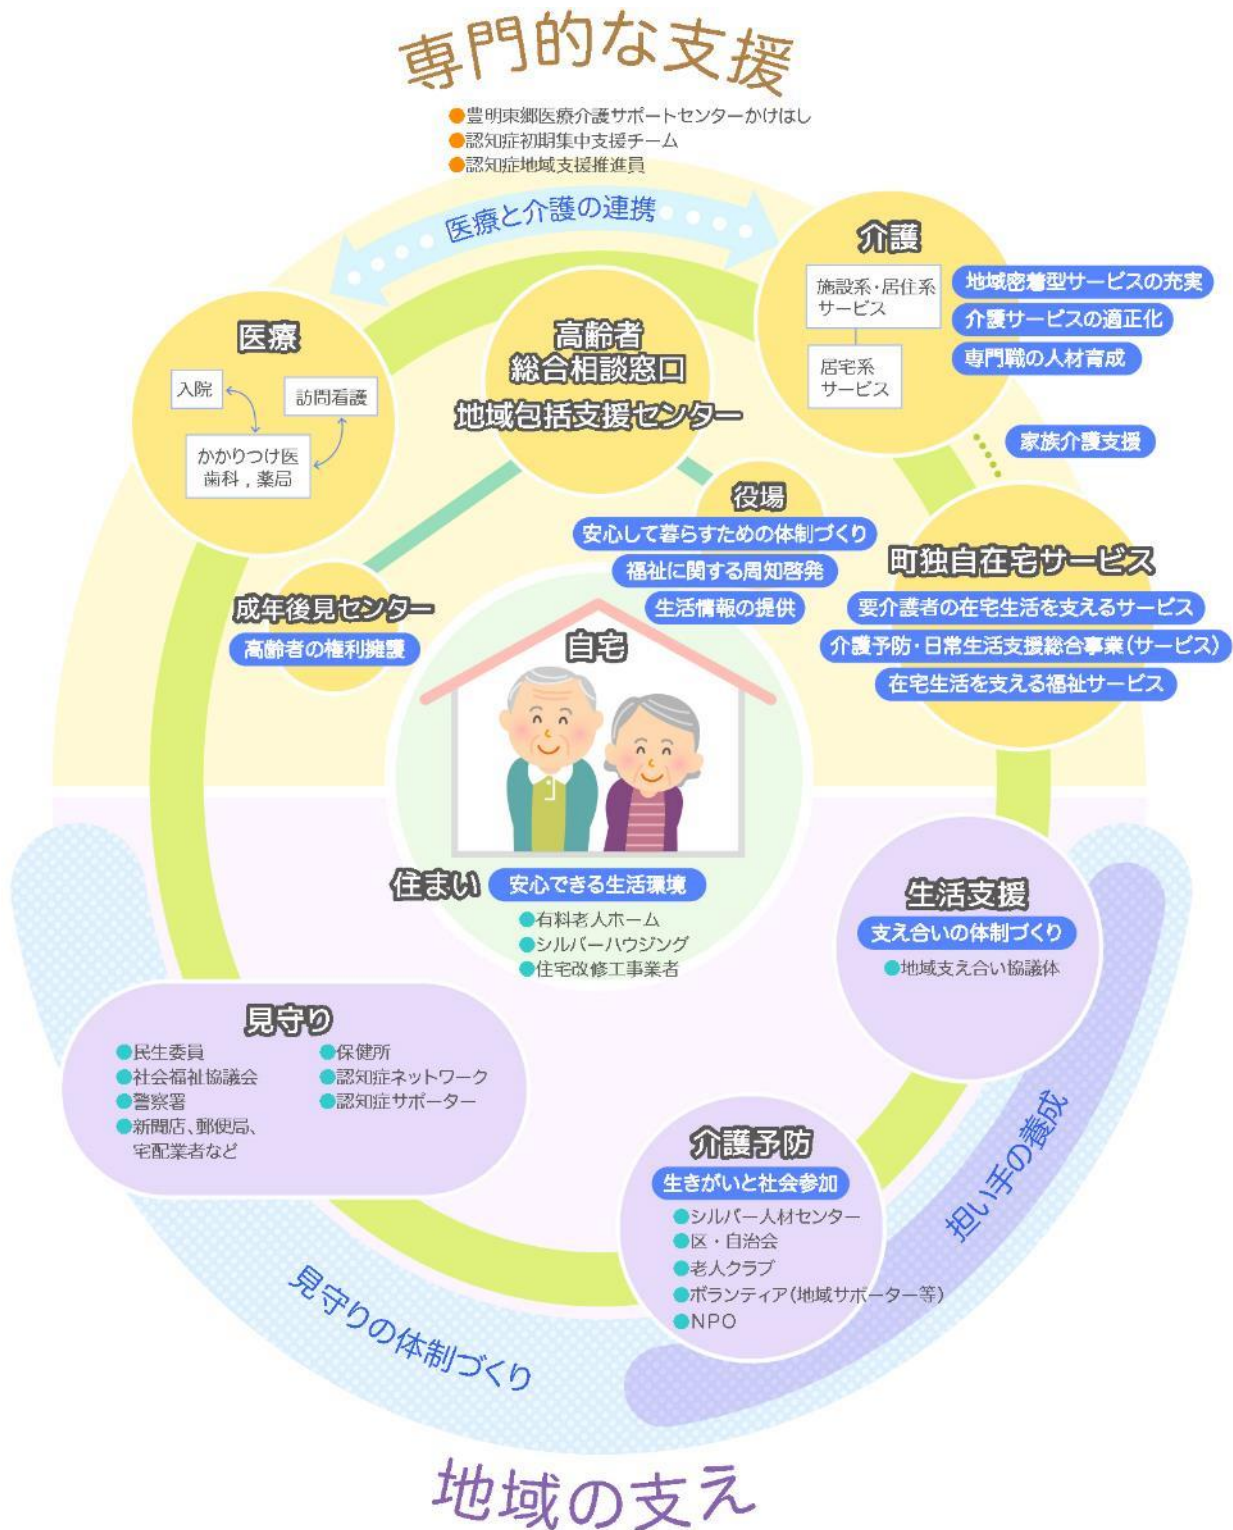 専門的な支援
●豊明東郷医療介護サポートセンターかけはし
●認知症初期集中支援チーム
●認知症地域支援推進員
医療と介護の連携
介護
施設系・居住系
サービス
居宅系
サービス
地域密着型サービスの充実
介護サービスの適正化
専門職の人材育成
家族介護支援
医療
入院
訪問看護
かかりつけ医
歯科，薬局
高齢者
総合相談窓口
地域包括支援センター
役場
安心して暮らすための体制づくり
福祉に関する周知啓発
生活情報の提供
町独自在宅サービス
要介護者の在宅生活を支えるサービス
介護予防・日常生活支援総合事業(サービス)
在宅生活を支える福祉サービス
成年後見センター
高齢者の権利擁護
自宅
住まい
安心できる生活環境
●有料老人ホーム
●シルバーハウジング
●住宅改修工事業者
生活支援
支え合いの体制づくり
●地域支え合い協議体
見守り
●民生委員
●社会福祉協議会
●警察署
●新聞店、郵便局、
宅配業者など
●保健所
●認知症ネットワーク
●認知症サポーター
介護予防
生きがいと社会参加
●シルバー人材センター
●区・自治会
●老人クラブ
●ボランティア(地域サポーター等)
●NPO
担い手の養成
見守りの体制づくり
地域の支え